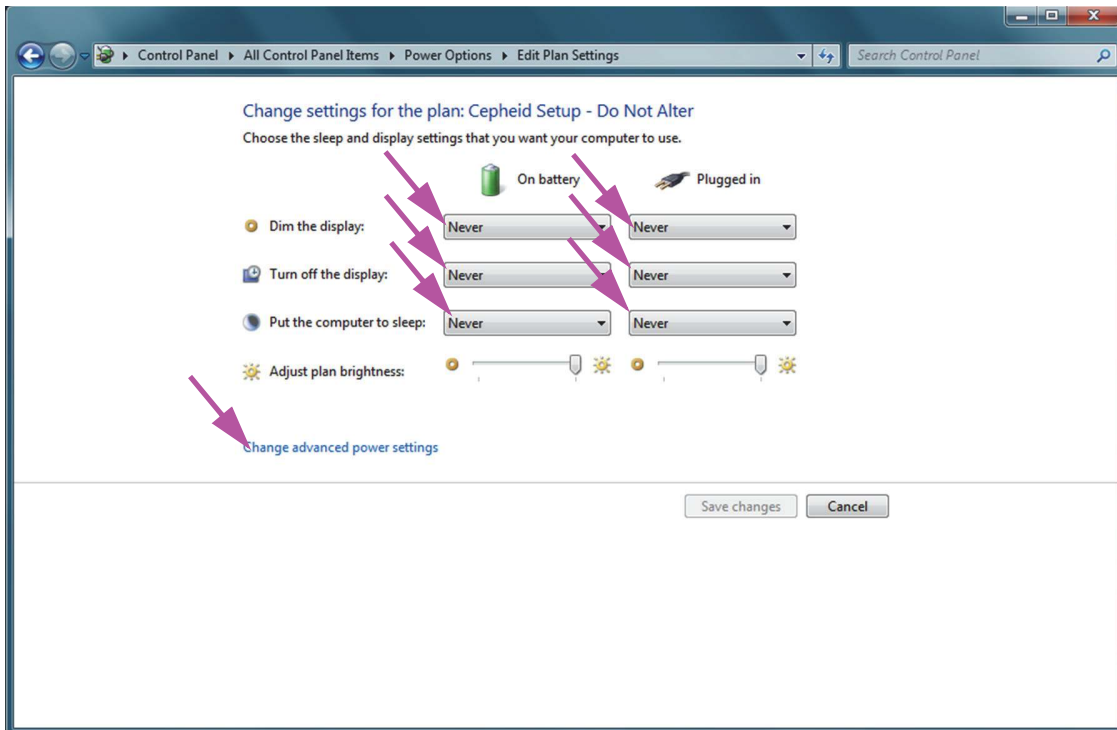 Control Panel All Control Panel Items Power Options Edit Plan Settings Search Control Panel
Change settings for the plan: Cepheid Setup - Do Not Alter
Choose the sleep and display settings that you want your computer to use.
On battery Plugged in
Dim the display: Never Never
Turn off the display: Never Never
Put the computer to sleep: Never Never
Adjust plan brightness:
Change advanced power settings
Save changes Cancel